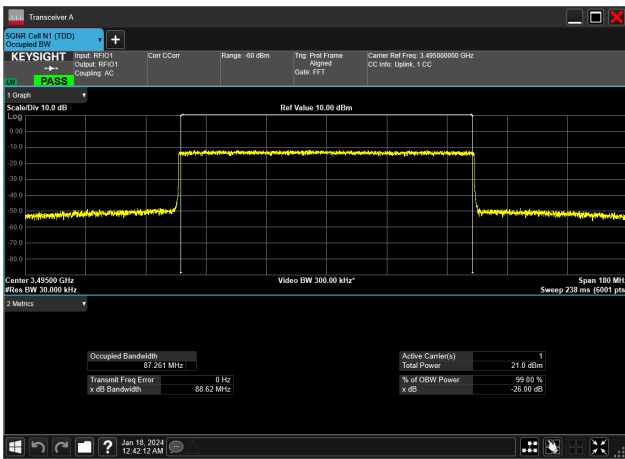 Transceiver A
5GNR Cell N1 (TDD)
Occupied BW
KEYSIGHT
PASS
Input: RFIO1
Output: RFIO1
Coupling: AC
Corr CCorr
Range: -60 dBm
Trig: Prot Frame
Aligned
Gate: FFT
Carrier Ref Freq: 3.495000000 GHz
CC Info: Uplink, 1 CC
1 Graph
Scale/Div 10.0 dB
Ref Value 10.00 dBm
Log
0.00
-10.0
-20.0
-30.0
-40.0
-50.0
-60.0
-70.0
-80.0
Center 3.49500 GHz
Video BW 300.00 kHz*
Span 180 MHz
#Res BW 30.000 kHz
Sweep 238 ms (6001 pts
2 Metrics
Occupied Bandwidth
87.261 MHz
Transmit Freq Error 0 Hz
x dB Bandwidth 88.62 MHz
Active Carrier(s) 1
Total Power 21.0 dBm
% of OBW Power 99.00 %
x dB -26.00 dB
Jan 18, 2024
12:42:12 AM